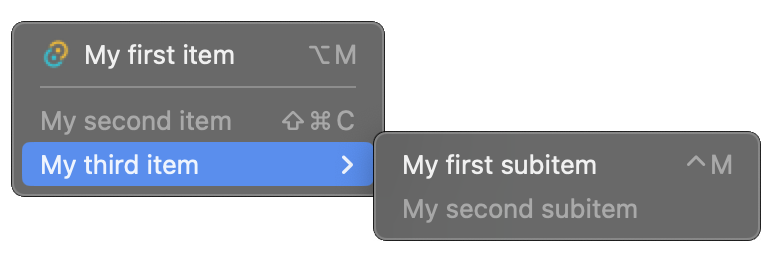 My first item ⌥M
My second item ⇧⌘C
My third item
My first subitem ^M
My second subitem